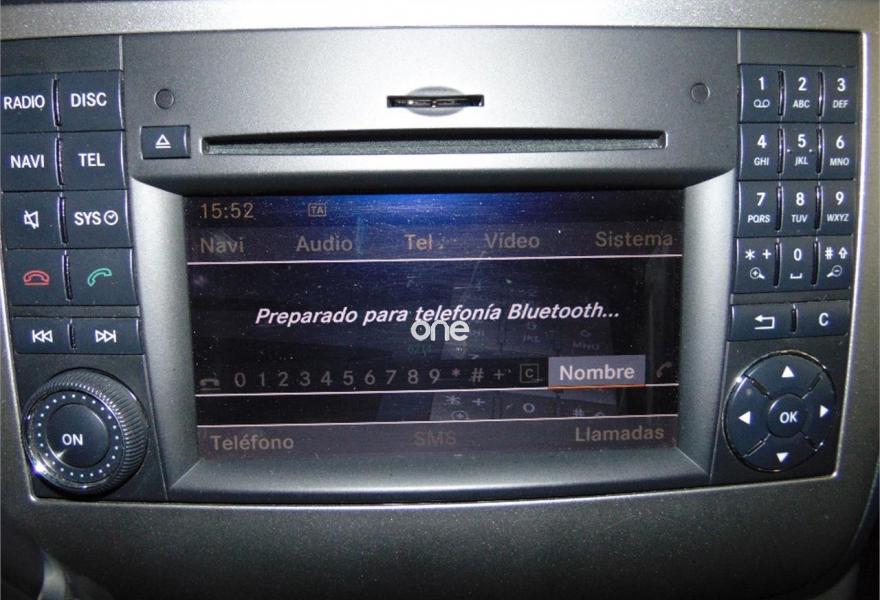 RADIO DISC
NAVI TEL
SYS
ON
15:52 TA
Navi Audio Tel Vídeo Sistema
Preparado para telefonía Bluetooth...
one
0 1 2 3 4 5 6 7 8 9 * # + C Nombre
Teléfono SMS Llamadas
1 2 ABC 3 DEF
4 GHI 5 JKL 6 MNO
7 PQRS 8 TUV 9 WXYZ
* + 0 #
C
OK